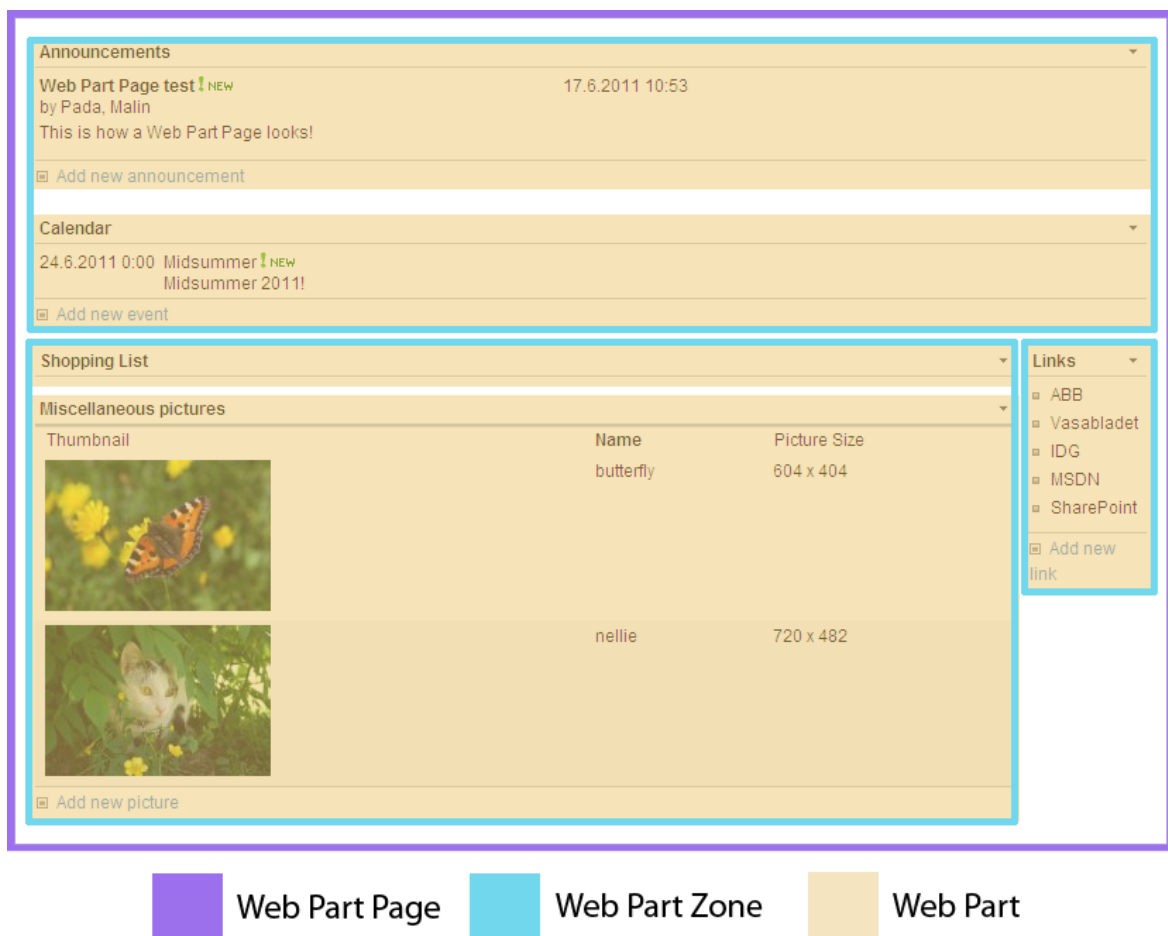 Announcements
Web Part Page test ! NEW 17.6.2011 10:53
by Pada, Malin
This is how a Web Part Page looks!
Add new announcement
Calendar
24.6.2011 0:00 Midsummer ! NEW
Midsummer 2011!
Add new event
Shopping List
Miscellaneous pictures
Thumbnail Name Picture Size
butterfly 604 x 404
nellie 720 x 482
Add new picture
Links
ABB
Vasabladet
IDG
MSDN
SharePoint
Add new
link
Web Part Page Web Part Zone Web Part